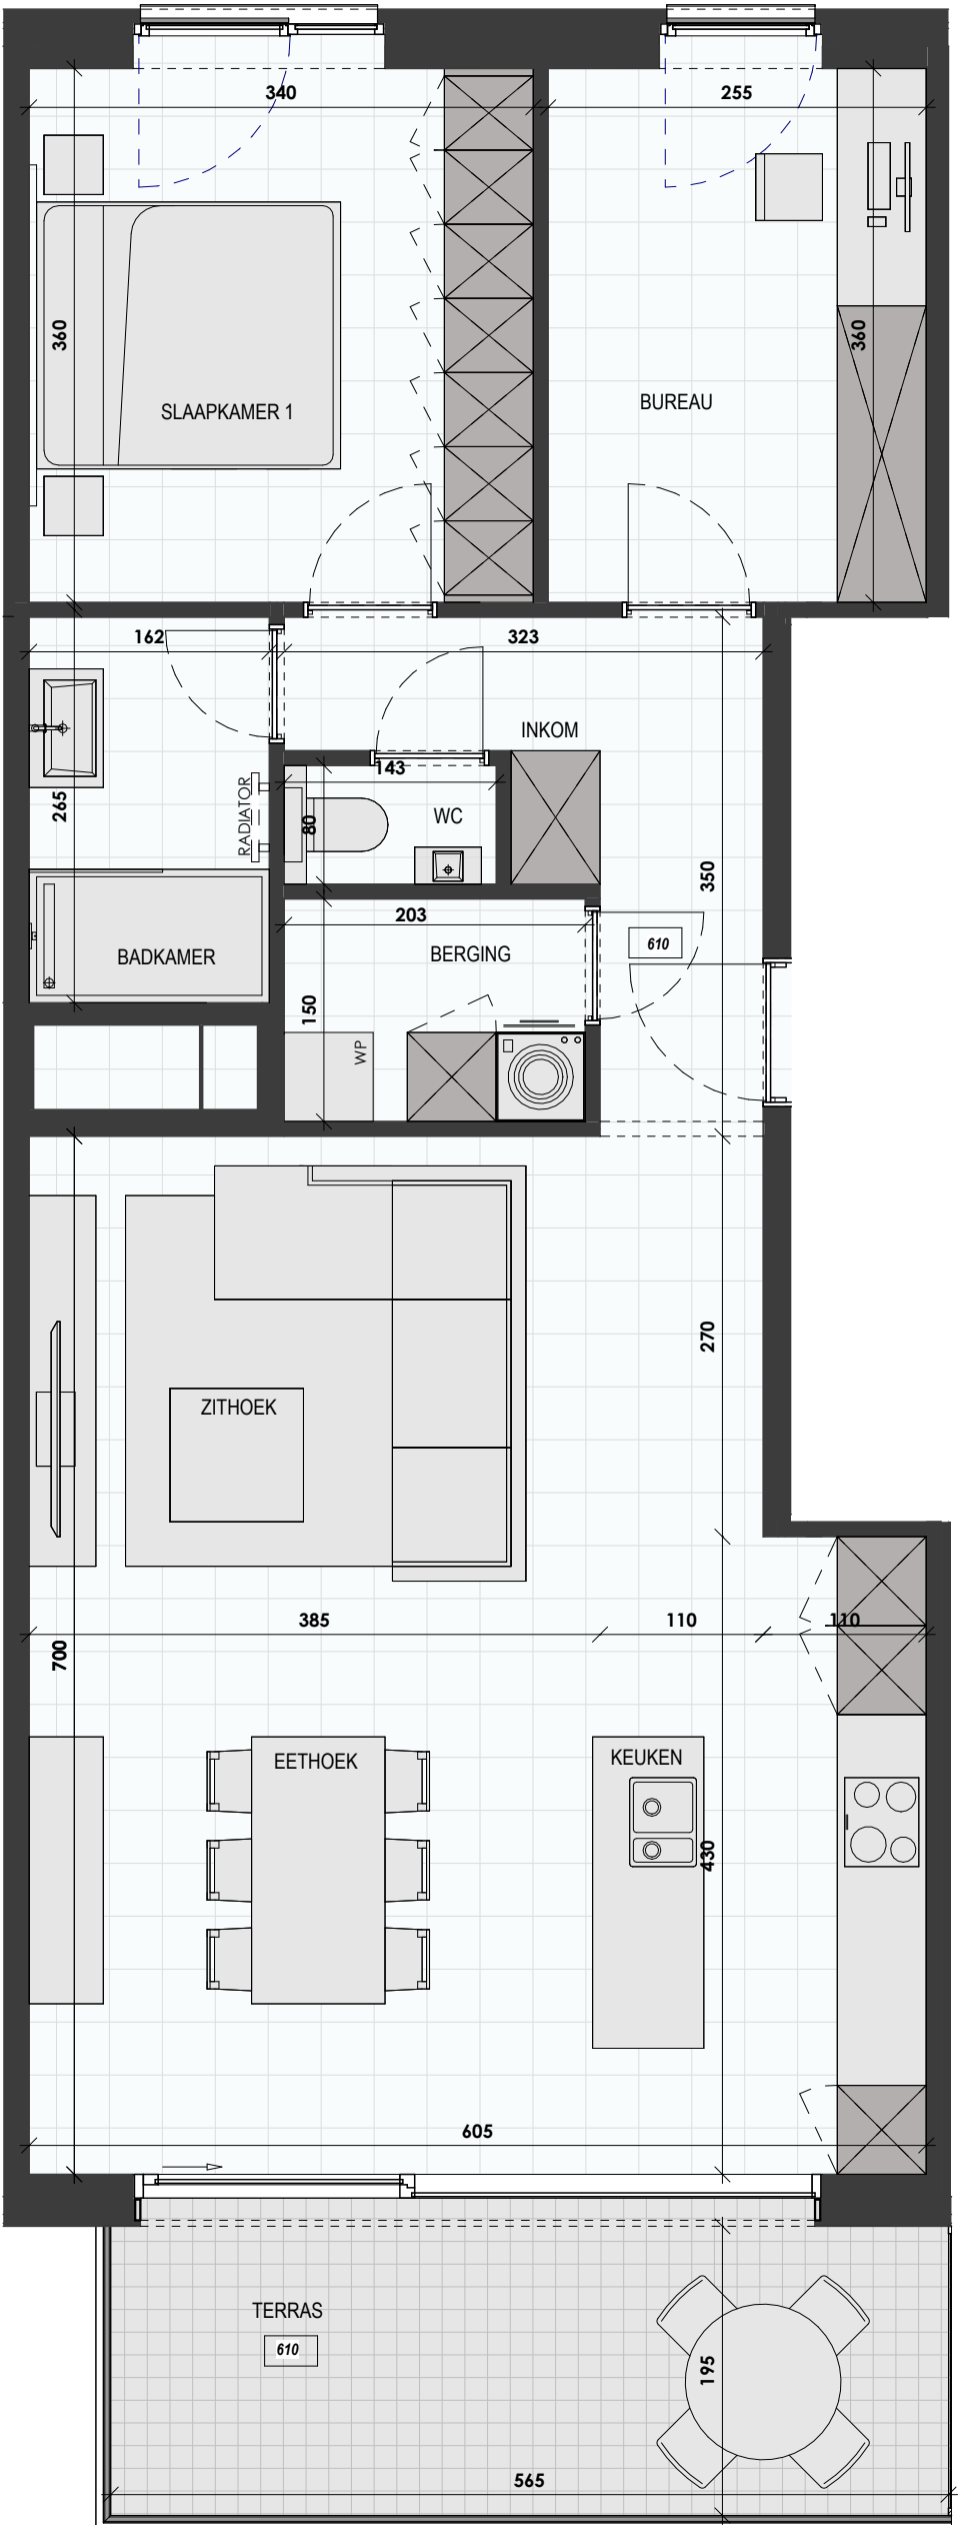 340
255
360
360
SLAAPKAMER 1
BUREAU
162
323
INKOM
143
265
RADIATOR
80
WC
350
203
610
BADKAMER
BERGING
150
WP
270
ZITHOEK
385
110
110
700
EETHOEK
KEUKEN
430
605
TERRAS
610
195
565